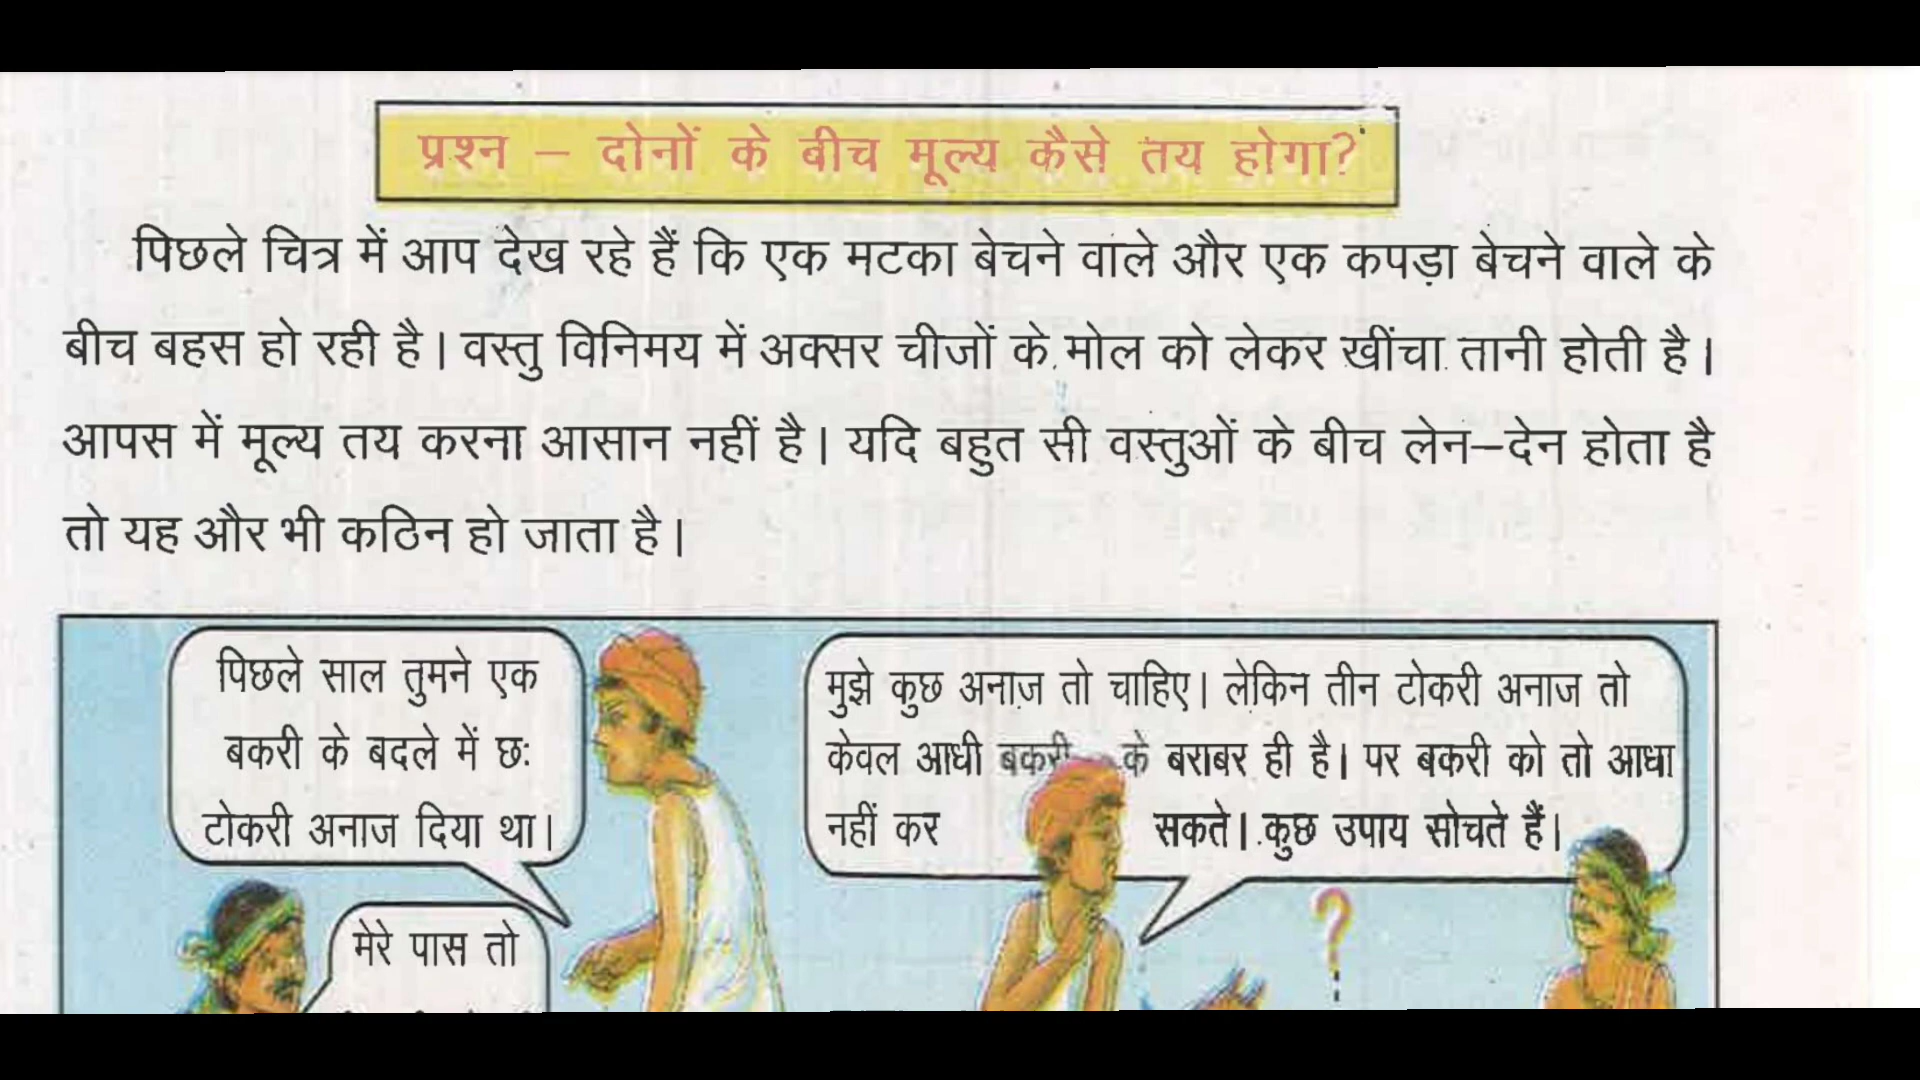 प्रश्न – दोनों के बीच मूल्य कैसे तय होगा?
पिछले चित्र में आप देख रहे हैं कि एक मटका बेचने वाले और एक कपड़ा बेचने वाले के
बीच बहस हो रही है। वस्तु विनिमय में अक्सर चीजों के मोल को लेकर खींचा तानी होती है।
आपस में मूल्य तय करना आसान नहीं है। यदि बहुत सी वस्तुओं के बीच लेन–देन होता है
तो यह और भी कठिन हो जाता है।
पिछले साल तुमने एक
बकरी के बदले में छः
टोकरी अनाज दिया था।
मेरे पास तो
मुझे कुछ अनाज तो चाहिए। लेकिन तीन टोकरी अनाज तो
केवल आधी बकरी के बराबर ही है। पर बकरी को तो आधा
नहीं कर सकते। कुछ उपाय सोचते हैं।
?